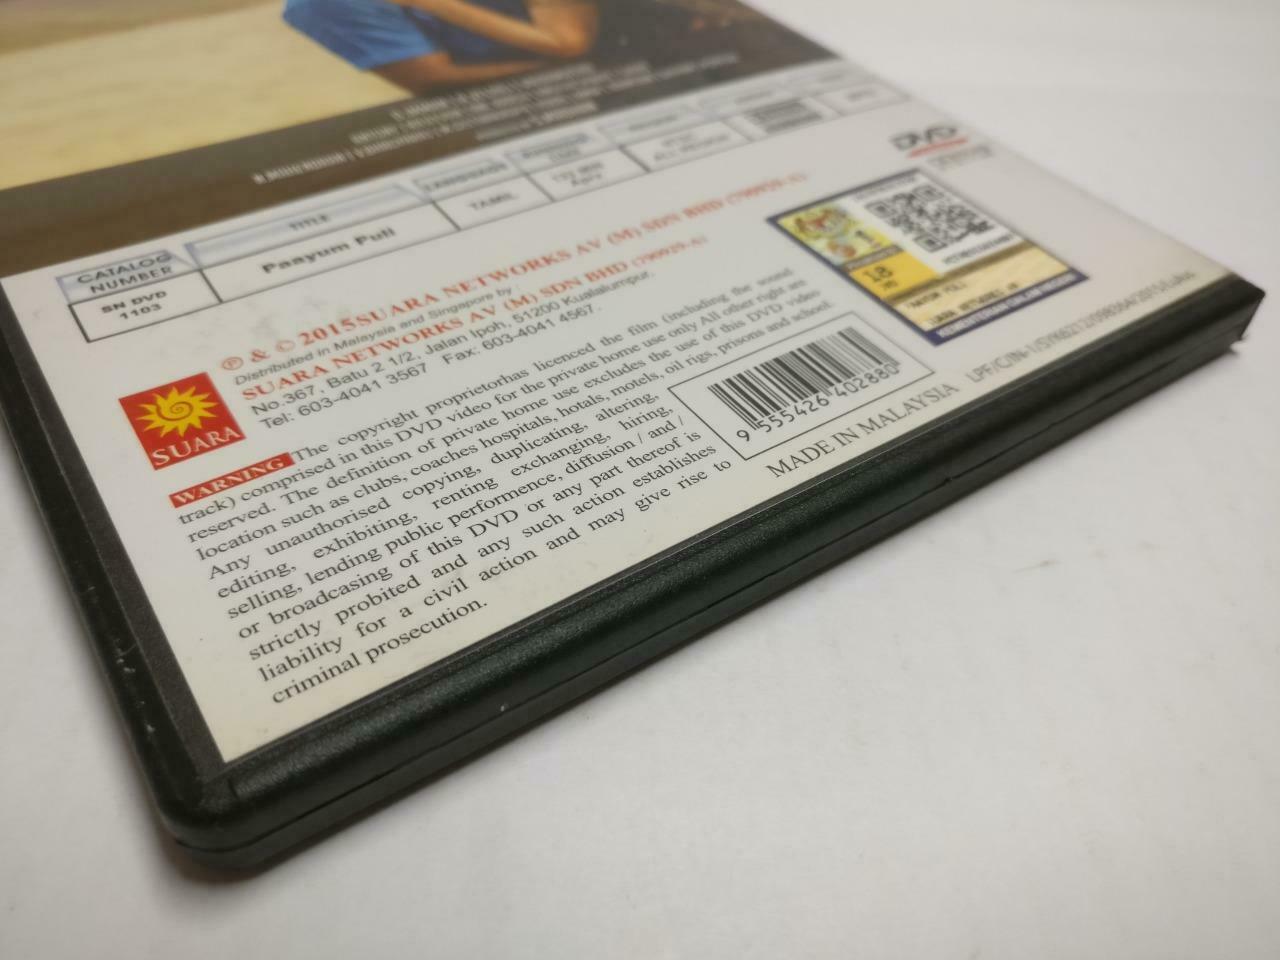 CATALOG NUMBER
TITLE
LANGUAGE
SN DVD 1103
Paayum Puli
TAMIL
DVD
18
℗ & © 2015 SUARA NETWORKS AV (M) SDN BHD (790939-A)
Distributed in Malaysia and Singapore by :
SUARA NETWORKS AV (M) SDN BHD (790939-A)
No.367, Batu 2 1/2, Jalan Ipoh, 51200 Kualalumpur.
Tel: 603-4041 3567 Fax: 603-4041 4567.
SUARA
WARNING The copyright proprietorhas licenced the film (including the sound
track) comprised in this DVD video for the private home use only All other right are
reserved. The definition of private home use excludes the use of this DVD video
location such as clubs, coaches hospitals, hotals, motels, oil rigs, prisons and school
Any unauthorised copying, duplicating, altering,
editing, exhibiting, renting exchanging, hiring,
selling, lending public performance, diffusion / and /
or broadcasing of this DVD or any part thereof is
strictly probited and any such action establishes
liability for a civil action and may give rise to
criminal prosecution.
9 555426 402880
MADE IN MALAYSIA